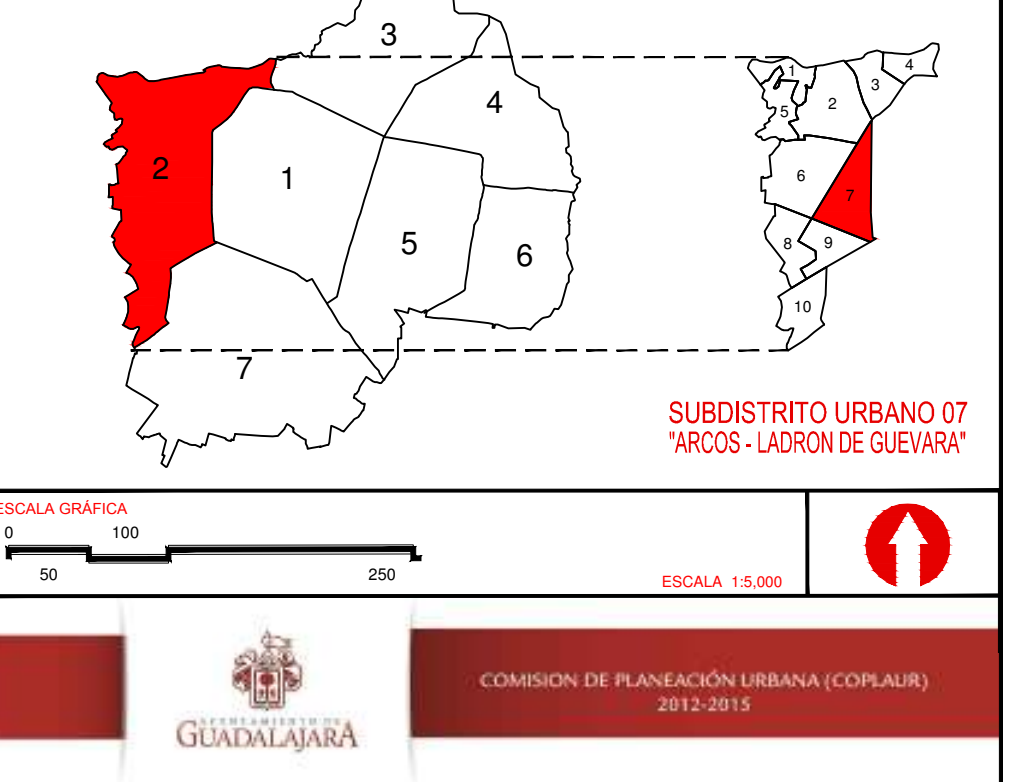 3
4
2
1
5
6
7
1
2
3
4
5
6
7
8
9
10
SUBDISTRITO URBANO 07
"ARCOS - LADRON DE GUEVARA"
ESCALA GRÁFICA
0 100
50 250
ESCALA 1:5,000
AYUNTAMIENTO DE
GUADALAJARA
COMISION DE PLANEACIÓN URBANA (COPLAUR)
2012-2015